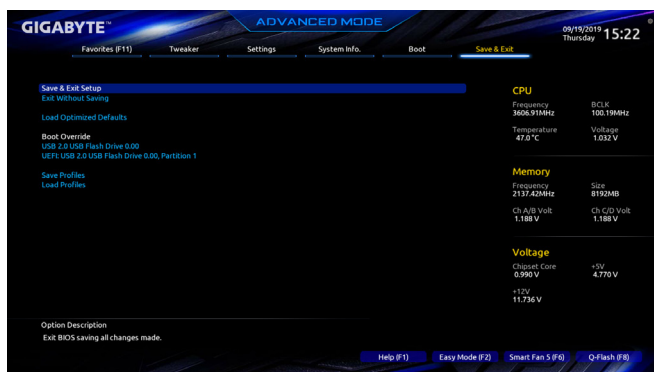 GIGABYTE™
ADVANCED MODE
09/19/2019 Thursday 15:22
Favorites (F11) Tweaker Settings System Info. Boot Save & Exit
Save & Exit Setup
Exit Without Saving
Load Optimized Defaults
Boot Override
USB 2.0 USB Flash Drive 0.00
UEFI: USB 2.0 USB Flash Drive 0.00, Partition 1
Save Profiles
Load Profiles
CPU
Frequency BCLK
3606.91MHz 100.19MHz
Temperature Voltage
47.0 °C 1.032 V
Memory
Frequency Size
2137.42MHz 8192MB
Ch A/B Volt Ch C/D Volt
1.188 V 1.188 V
Voltage
Chipset Core +5V
0.990 V 4.770 V
+12V
11.736 V
Option Description
Exit BIOS saving all changes made.
Help (F1) Easy Mode (F2) Smart Fan 5 (F6) Q-Flash (F8)